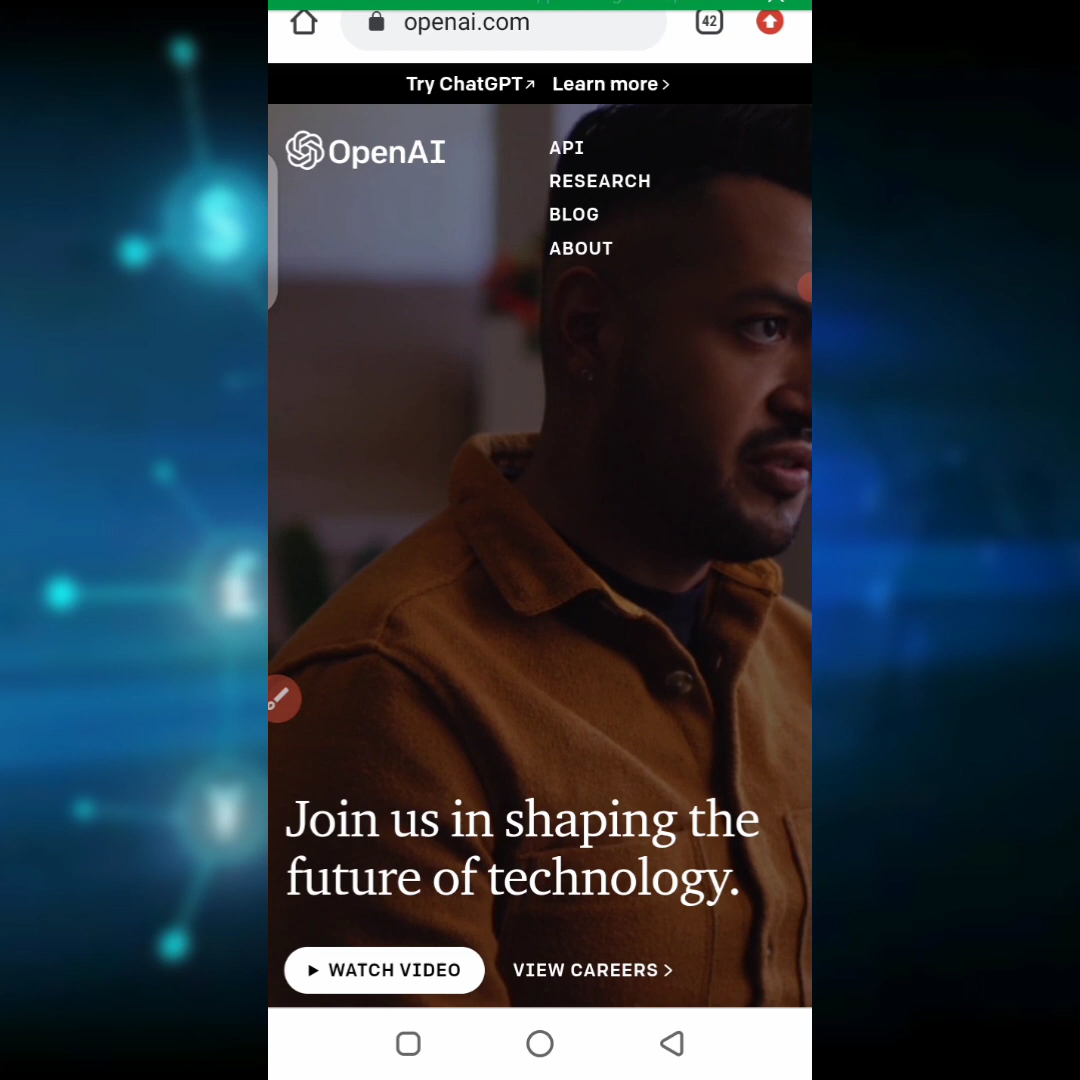 openai.com
42
Try ChatGPT↗ Learn more >
OpenAI
API
RESEARCH
BLOG
ABOUT
Join us in shaping the
future of technology.
WATCH VIDEO
VIEW CAREERS >